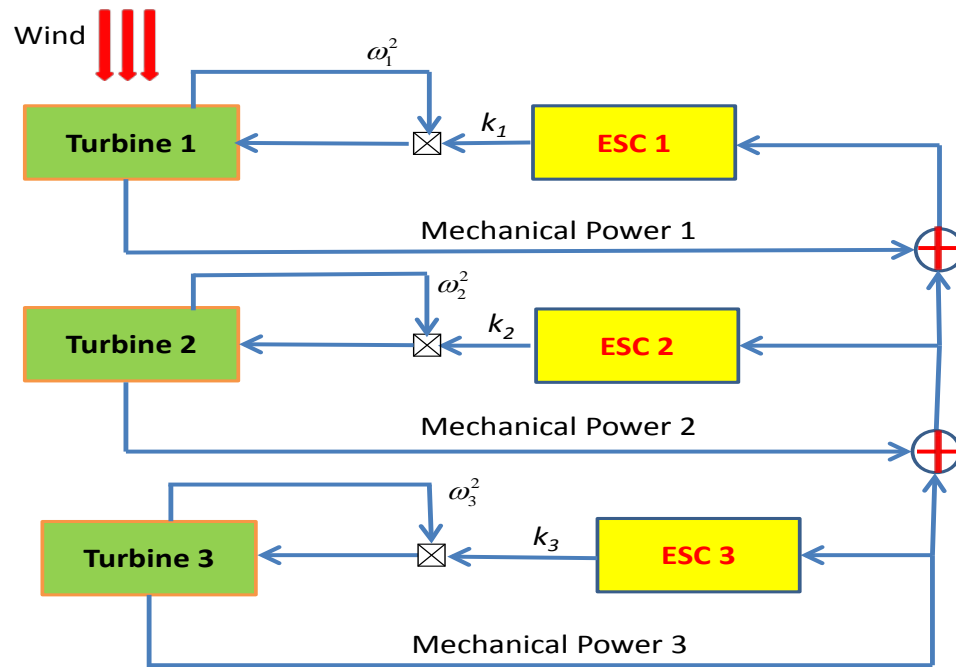 Wind
ω₁²
Turbine 1
k₁
ESC 1
Mechanical Power 1
ω₂²
Turbine 2
k₂
ESC 2
Mechanical Power 2
ω₃²
Turbine 3
k₃
ESC 3
Mechanical Power 3